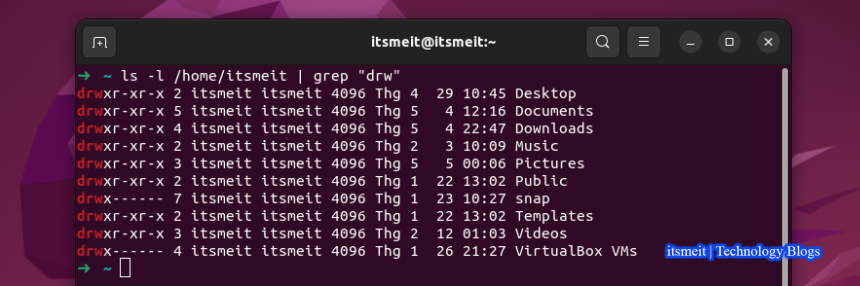 itsmeit@itsmeit:~
➜ ~ ls -l /home/itsmeit | grep "drw"
drwxr-xr-x 2 itsmeit itsmeit 4096 Thg 4  29 10:45 Desktop
drwxr-xr-x 5 itsmeit itsmeit 4096 Thg 5   4 12:16 Documents
drwxr-xr-x 4 itsmeit itsmeit 4096 Thg 5   4 22:47 Downloads
drwxr-xr-x 2 itsmeit itsmeit 4096 Thg 2   3 10:09 Music
drwxr-xr-x 3 itsmeit itsmeit 4096 Thg 5   5 00:06 Pictures
drwxr-xr-x 2 itsmeit itsmeit 4096 Thg 1  22 13:02 Public
drwx------ 7 itsmeit itsmeit 4096 Thg 1  23 10:27 snap
drwxr-xr-x 2 itsmeit itsmeit 4096 Thg 1  22 13:02 Templates
drwxr-xr-x 3 itsmeit itsmeit 4096 Thg 2  12 01:03 Videos
drwx------ 4 itsmeit itsmeit 4096 Thg 1  26 21:27 VirtualBox VMs
itsmeit | Technology Blogs
➜ ~